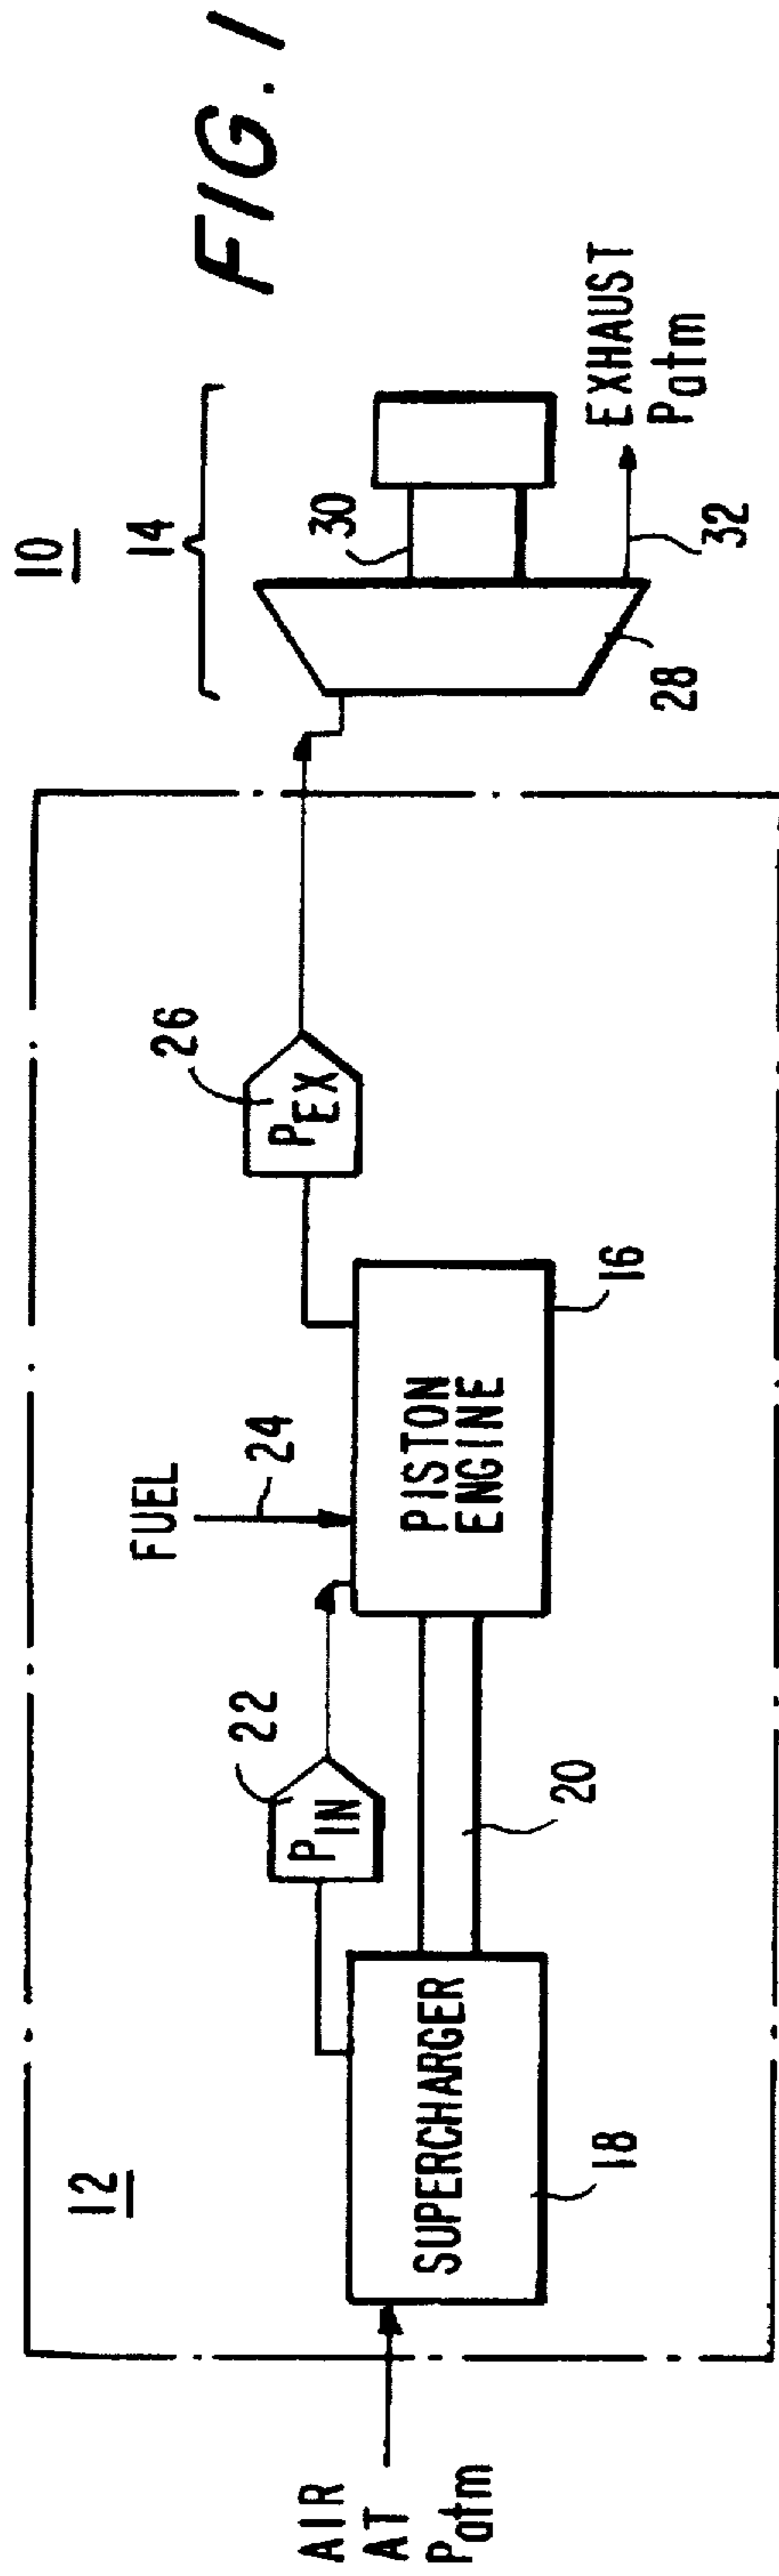 FIG. 1
10
14
30
EXHAUST
Patm
32
28
26
PEX
16
FUEL
24
PISTON
ENGINE
22
PIN
20
12
SUPERCHARGER
18
AIR
AT
Patm